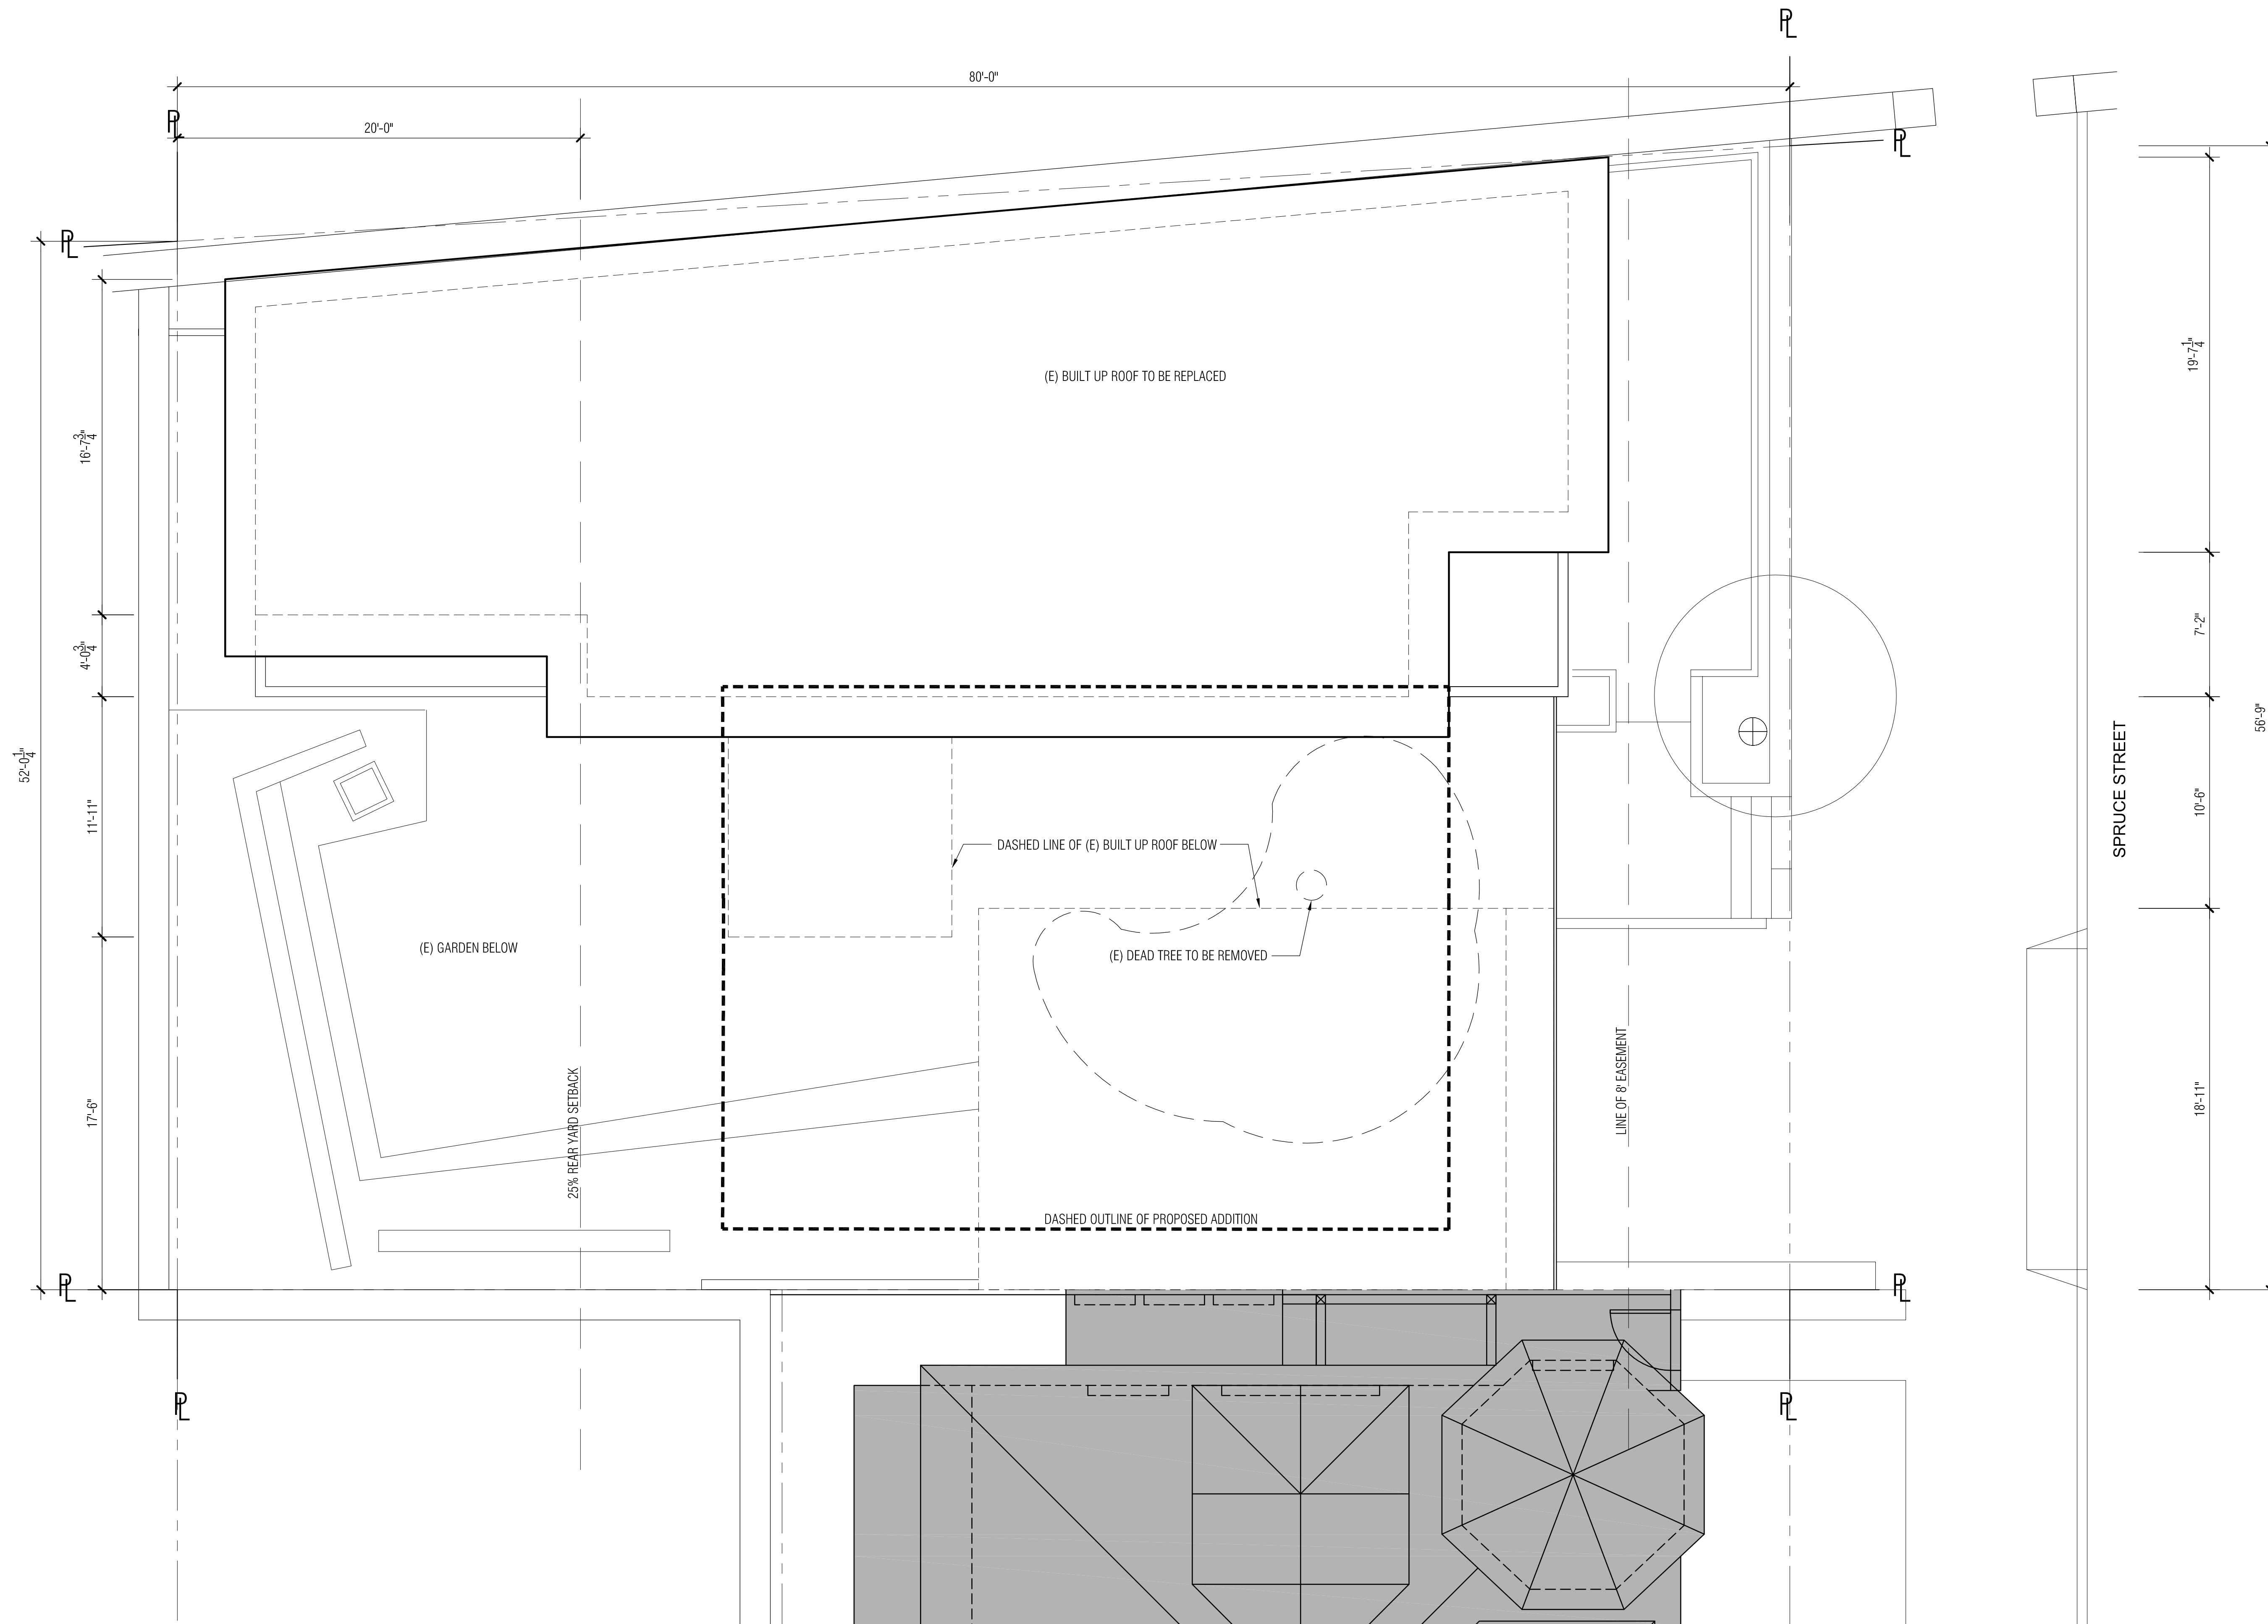 PL
80'-0"
PL
20'-0"
PL
PL
(E) BUILT UP ROOF TO BE REPLACED
19'-7 1/4"
16'-7 3/4"
7'-2"
4'-0 3/4"
56'-9"
52'-0 1/4"
SPRUCE STREET
11'-11"
10'-6"
DASHED LINE OF (E) BUILT UP ROOF BELOW
(E) GARDEN BELOW
(E) DEAD TREE TO BE REMOVED
LINE OF 8' EASEMENT
25% REAR YARD SETBACK
17'-6"
18'-11"
DASHED OUTLINE OF PROPOSED ADDITION
PL
PL
PL
PL